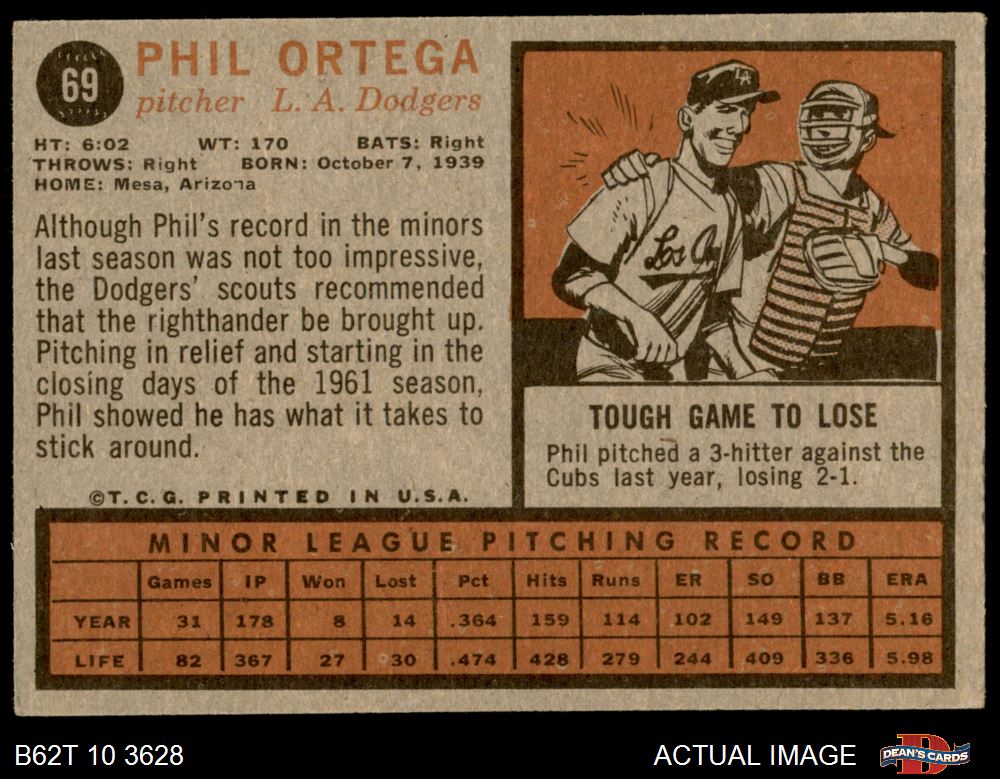 69
PHIL ORTEGA
pitcher L. A. Dodgers
HT: 6:02 WT: 170 BATS: Right
THROWS: Right BORN: October 7, 1939
HOME: Mesa, Arizona
Although Phil's record in the minors
last season was not too impressive,
the Dodgers' scouts recommended
that the righthander be brought up.
Pitching in relief and starting in the
closing days of the 1961 season,
Phil showed he has what it takes to
stick around.
©T. C. G. PRINTED IN U.S.A.
LA
Los An
TOUGH GAME TO LOSE
Phil pitched a 3-hitter against the
Cubs last year, losing 2-1.
MINOR LEAGUE PITCHING RECORD
Games IP Won Lost Pct Hits Runs ER SO BB ERA
YEAR 31 178 8 14 .364 159 114 102 149 137 5.16
LIFE 82 367 27 30 .474 428 279 244 409 336 5.98
B62T 10 3628
ACTUAL IMAGE
D
DEAN'S CARDS